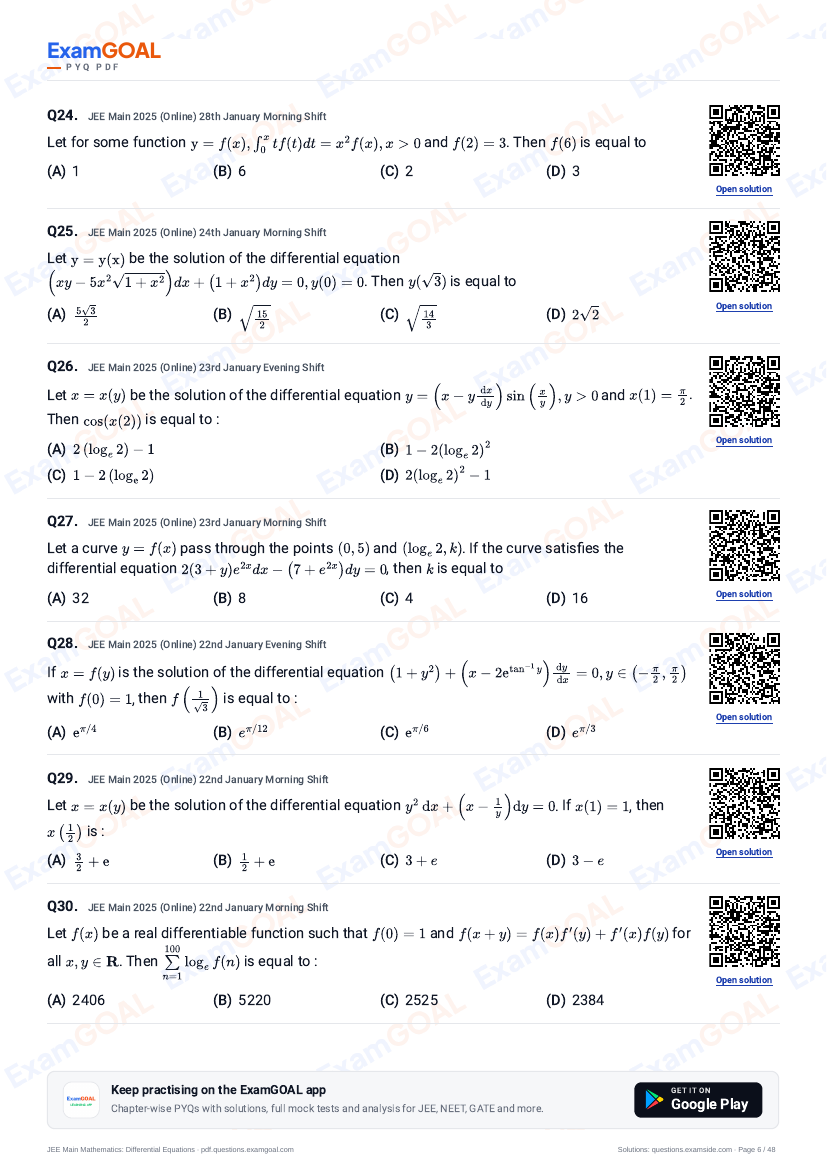 ExamGOAL
PYQ PDF
Q24. JEE Main 2025 (Online) 28th January Morning Shift
Let for some function y = f(x), ∫₀ˣ tf(t)dt = x²f(x), x > 0 and f(2) = 3. Then f(6) is equal to
(A) 1 (B) 6 (C) 2 (D) 3
Open solution
Q25. JEE Main 2025 (Online) 24th January Morning Shift
Let y = y(x) be the solution of the differential equation
(xy − 5x²√(1 + x²))dx + (1 + x²)dy = 0, y(0) = 0. Then y(√3) is equal to
(A) 5√3/2 (B) √(15/2) (C) √(14/3) (D) 2√2
Open solution
Q26. JEE Main 2025 (Online) 23rd January Evening Shift
Let x = x(y) be the solution of the differential equation y = (x − y dx/dy) sin (x/y), y > 0 and x(1) = π/2.
Then cos(x(2)) is equal to :
(A) 2 (logₑ 2) − 1 (B) 1 − 2(logₑ 2)²
(C) 1 − 2 (logₑ 2) (D) 2(logₑ 2)² − 1
Open solution
Q27. JEE Main 2025 (Online) 23rd January Morning Shift
Let a curve y = f(x) pass through the points (0, 5) and (logₑ 2, k). If the curve satisfies the
differential equation 2(3 + y)e²ˣdx − (7 + e²ˣ)dy = 0, then k is equal to
(A) 32 (B) 8 (C) 4 (D) 16
Open solution
Q28. JEE Main 2025 (Online) 22nd January Evening Shift
If x = f(y) is the solution of the differential equation (1 + y²) + (x − 2e^(tan⁻¹ y)) dy/dx = 0, y ∈ (−π/2, π/2)
with f(0) = 1, then f (1/√3) is equal to :
(A) e^(π/4) (B) e^(π/12) (C) e^(π/6) (D) e^(π/3)
Open solution
Q29. JEE Main 2025 (Online) 22nd January Morning Shift
Let x = x(y) be the solution of the differential equation y² dx + (x − 1/y)dy = 0. If x(1) = 1, then
x (1/2) is :
(A) 3/2 + e (B) 1/2 + e (C) 3 + e (D) 3 − e
Open solution
Q30. JEE Main 2025 (Online) 22nd January Morning Shift
Let f(x) be a real differentiable function such that f(0) = 1 and f(x + y) = f(x)f′(y) + f′(x)f(y) for
all x, y ∈ R. Then ∑ₙ₌₁¹⁰⁰ logₑ f(n) is equal to :
(A) 2406 (B) 5220 (C) 2525 (D) 2384
Open solution
Keep practising on the ExamGOAL app
Chapter-wise PYQs with solutions, full mock tests and analysis for JEE, NEET, GATE and more.
GET IT ON
Google Play
JEE Main Mathematics: Differential Equations · pdf.questions.examgoal.com
Solutions: questions.examside.com · Page 6 / 48